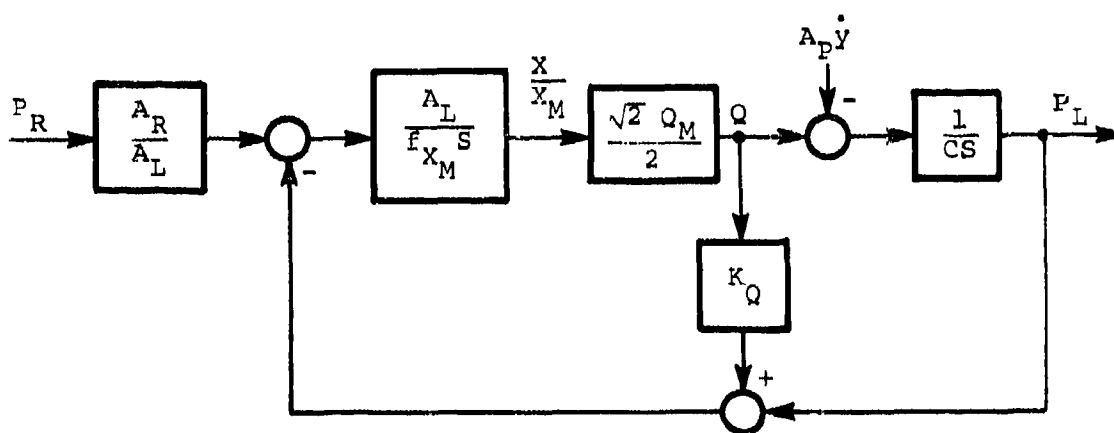 P_R
A_R
A_L
-
A_L
f_{X_M} S
X
X_M
√2 Q_M
2
Q
A_P ẏ
-
1
CS
P_L
K_Q
+